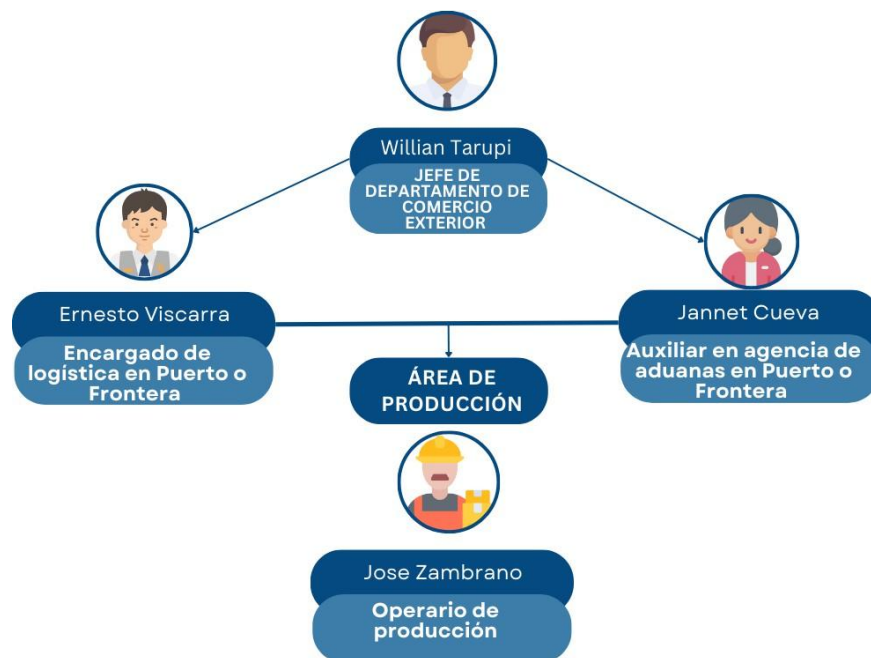 Willian Tarupi
JEFE DE
DEPARTAMENTO DE
COMERCIO
EXTERIOR
Ernesto Viscarra
Encargado de
logística en Puerto o
Frontera
Jannet Cueva
Auxiliar en agencia de
aduanas en Puerto o
Frontera
ÁREA DE
PRODUCCIÓN
Jose Zambrano
Operario de
producción